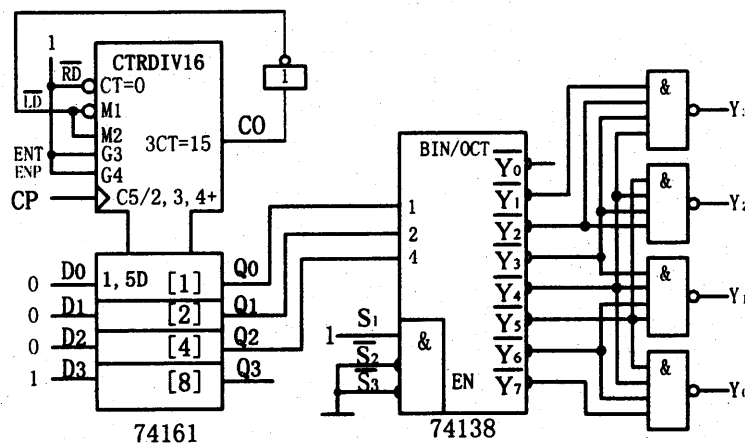 1
CTRDIV16
RD
CT=0
LD
M1
M2
3CT=15
CO
1
ENT
G3
ENP
G4
CP
C5/2,3,4+
D0
0
1,5D
[1]
Q0
D1
0
[2]
Q1
D2
0
[4]
Q2
D3
1
[8]
Q3
74161
BIN/OCT
1
2
4
Y0
Y1
Y2
Y3
Y4
Y5
Y6
Y7
1
S1
S2
S3
&
EN
74138
&
&
Y2
&
&